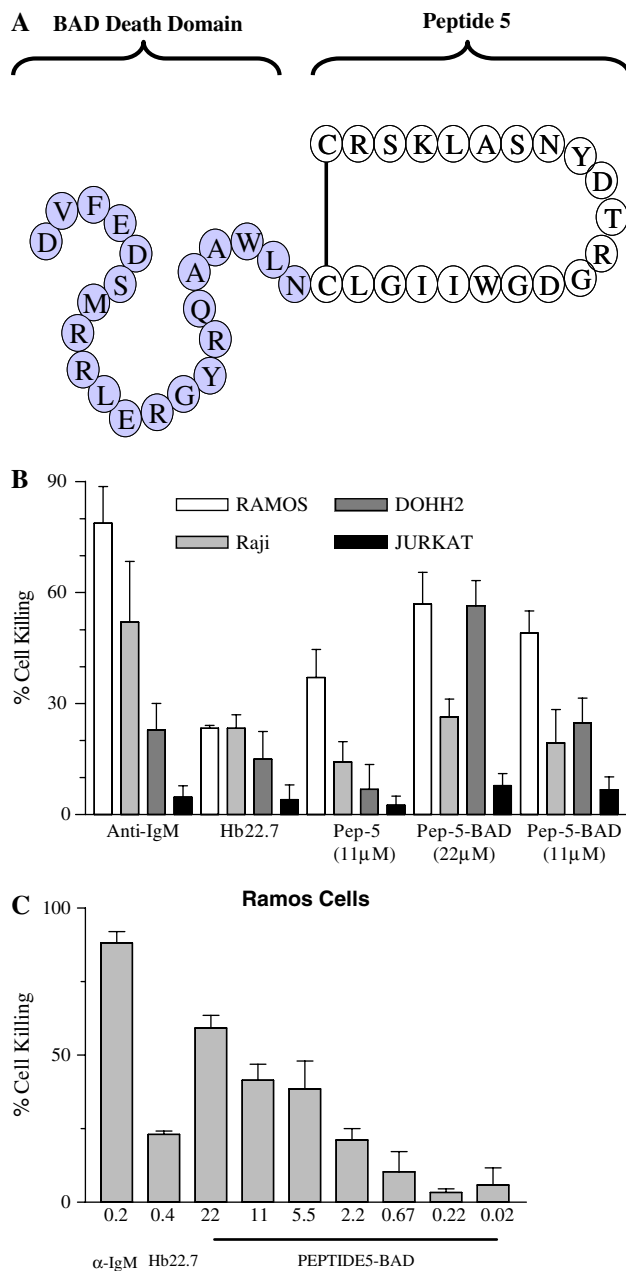 A BAD Death Domain Peptide 5
C R S K L A S N Y D T R G D G W I I G L C
N L W A A Q R Y G R E L R R M S D E F V D
B
90
60
30
0
% Cell Killing
RAMOS DOHH2
Raji JURKAT
Anti-IgM Hb22.7 Pep-5 Pep-5-BAD Pep-5-BAD
(11µM) (22µM) (11µM)
C Ramos Cells
100
50
0
% Cell Killing
0.2 0.4 22 11 5.5 2.2 0.67 0.22 0.02
α-IgM Hb22.7 PEPTIDE5-BAD